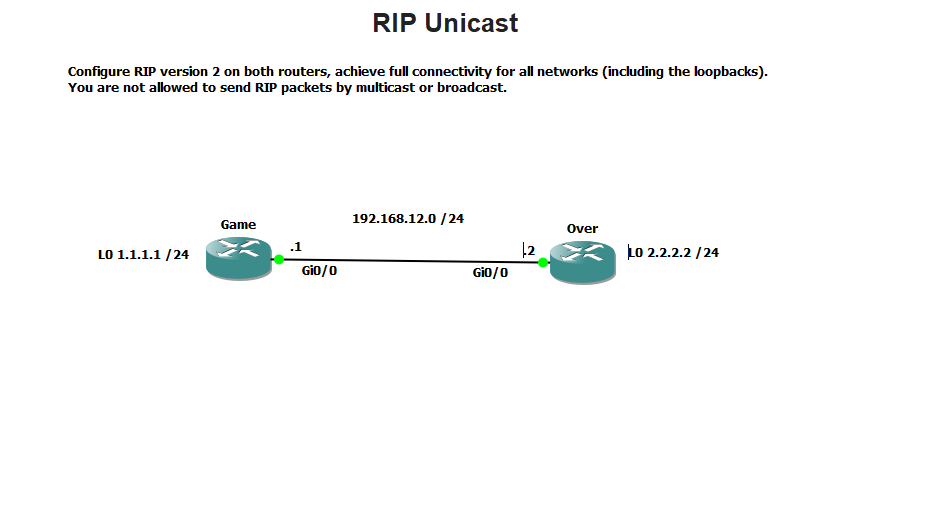 RIP Unicast
Configure RIP version 2 on both routers, achieve full connectivity for all networks (including the loopbacks).
You are not allowed to send RIP packets by multicast or broadcast.
192.168.12.0 /24
Game
Over
L0 1.1.1.1 /24
.1
.2
L0 2.2.2.2 /24
Gi0/0
Gi0/0